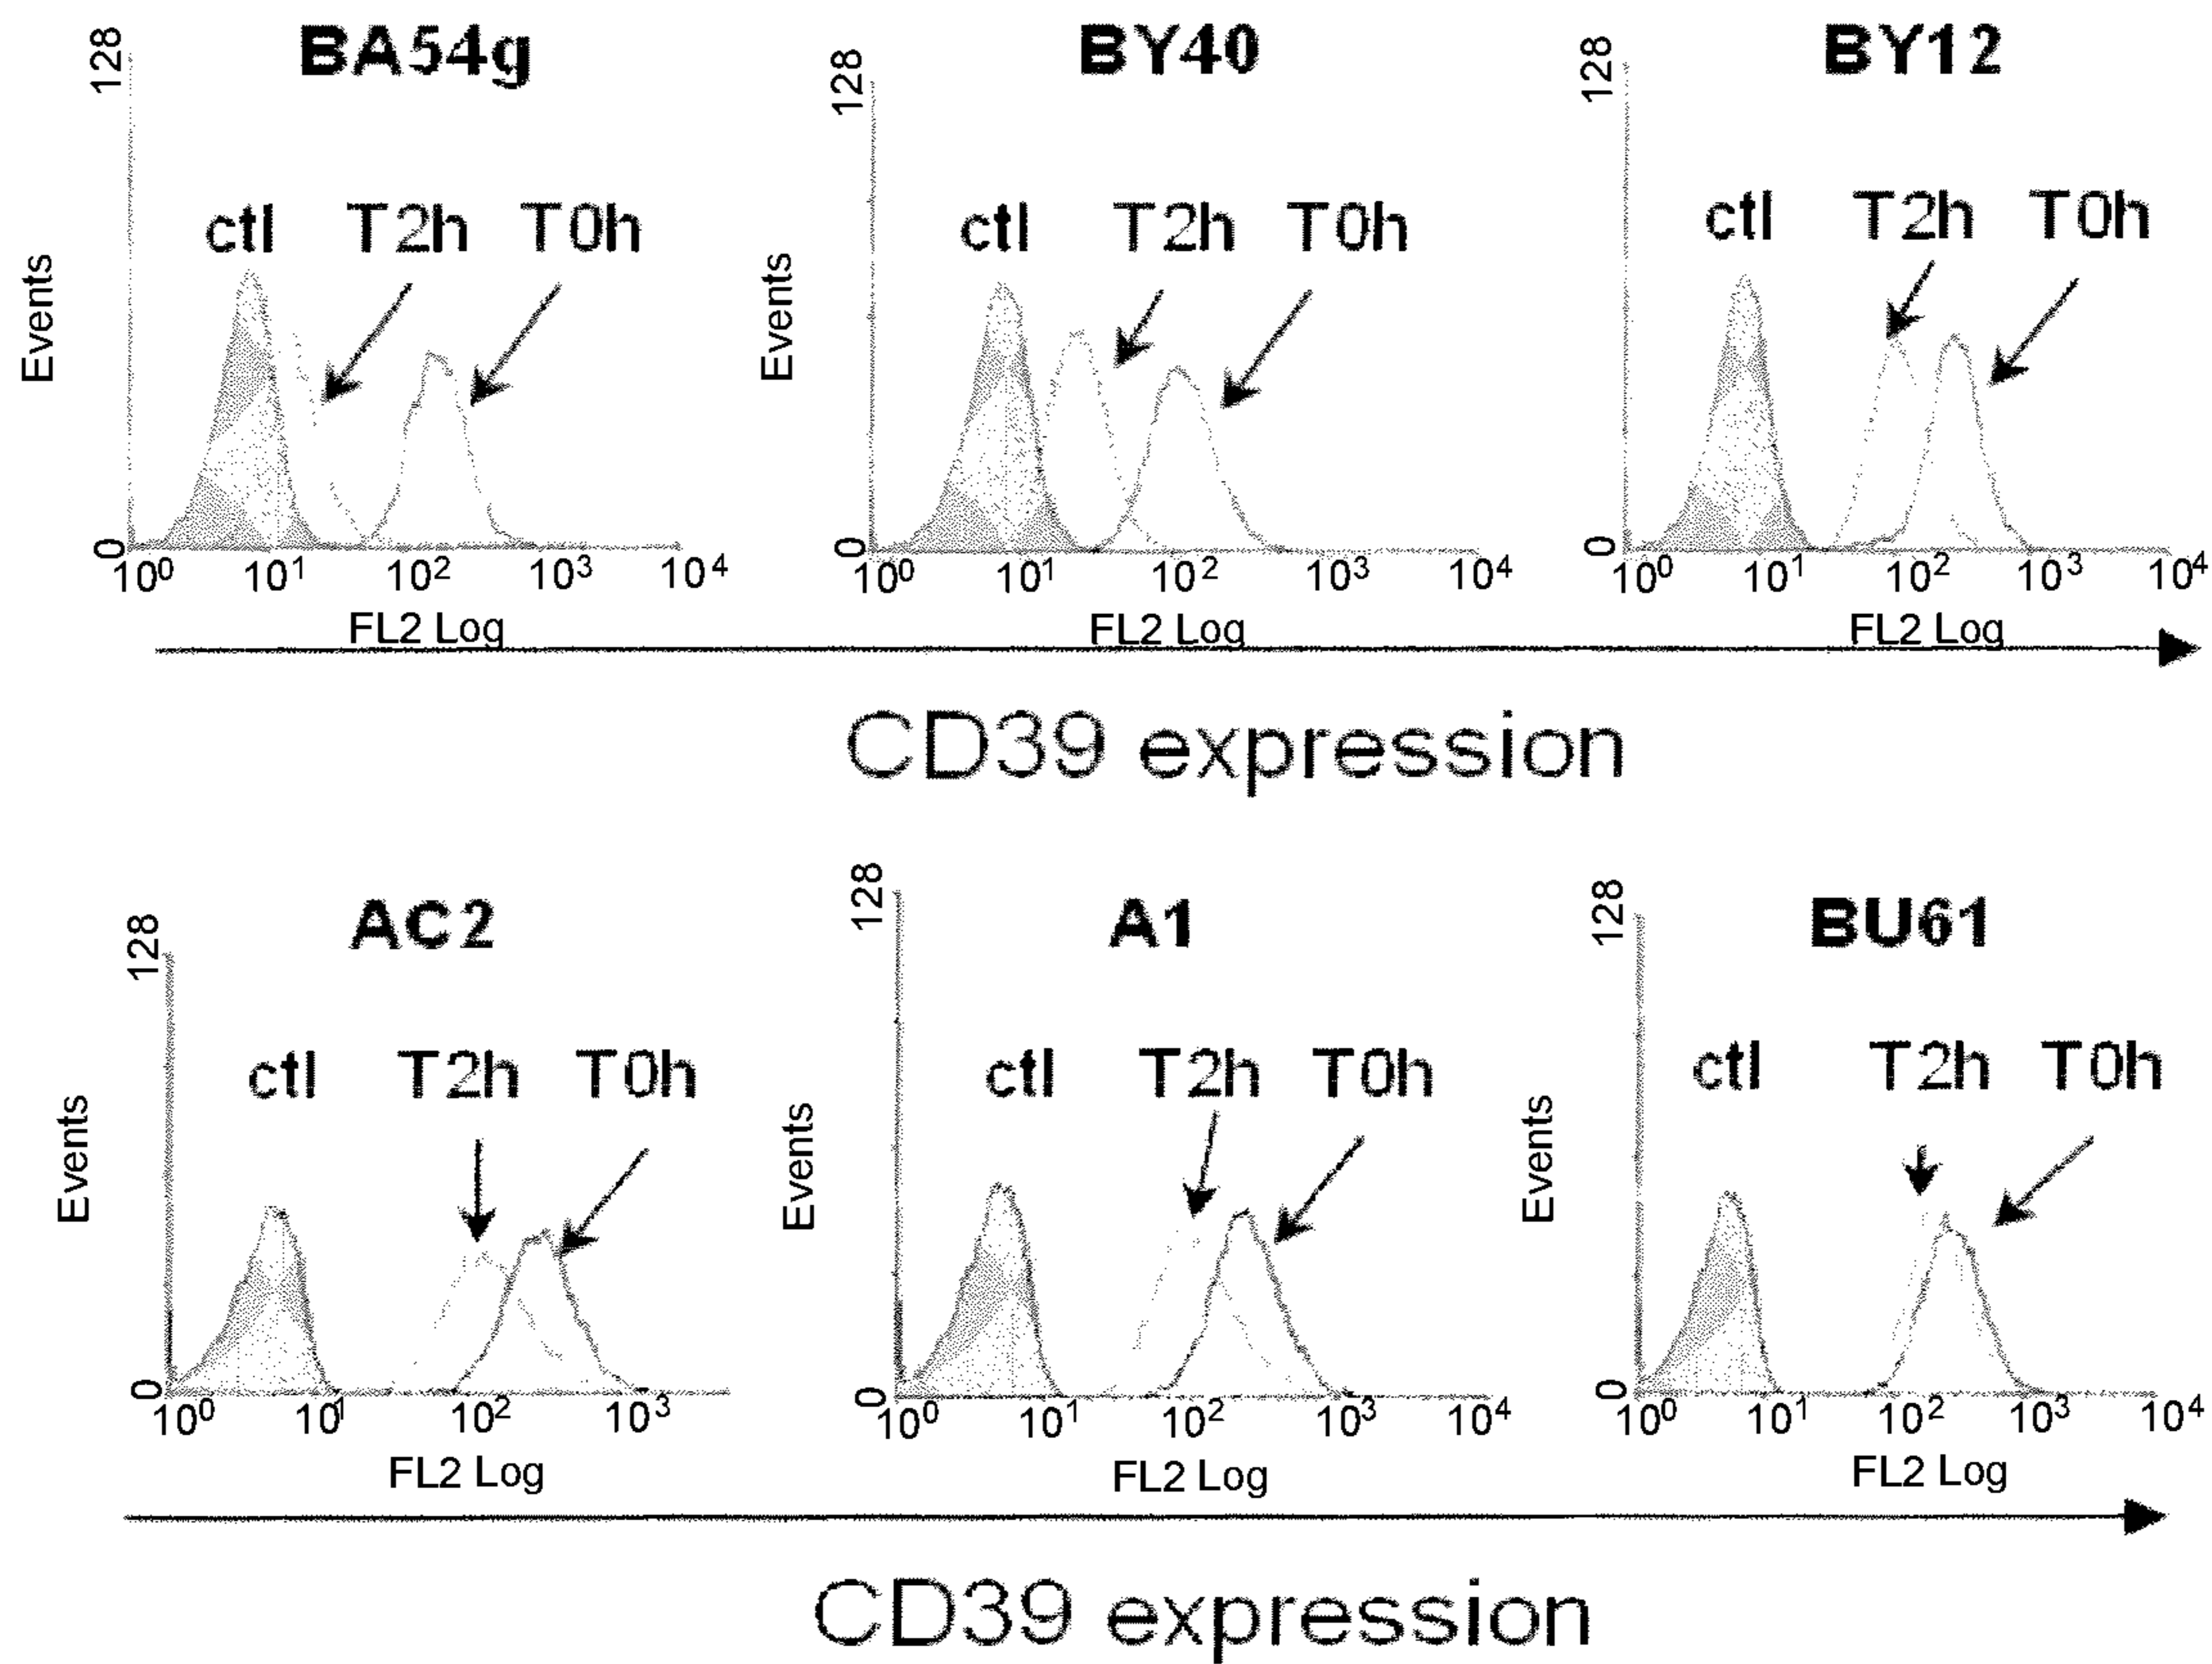 BA54g BY40 BY12
128 128 128
ctl T2h T0h ctl T2h T0h ctl T2h T0h
Events Events Events
0 0 0
10⁰ 10¹ 10² 10³ 10⁴ 10⁰ 10¹ 10² 10³ 10⁴ 10⁰ 10¹ 10² 10³ 10⁴
FL2 Log FL2 Log FL2 Log
CD39 expression
AC2 A1 BU61
128 128 128
ctl T2h T0h ctl T2h T0h ctl T2h T0h
Events Events Events
0 0 0
10⁰ 10¹ 10² 10³ 10⁰ 10¹ 10² 10³ 10⁴ 10⁰ 10¹ 10² 10³ 10⁴
FL2 Log FL2 Log FL2 Log
CD39 expression